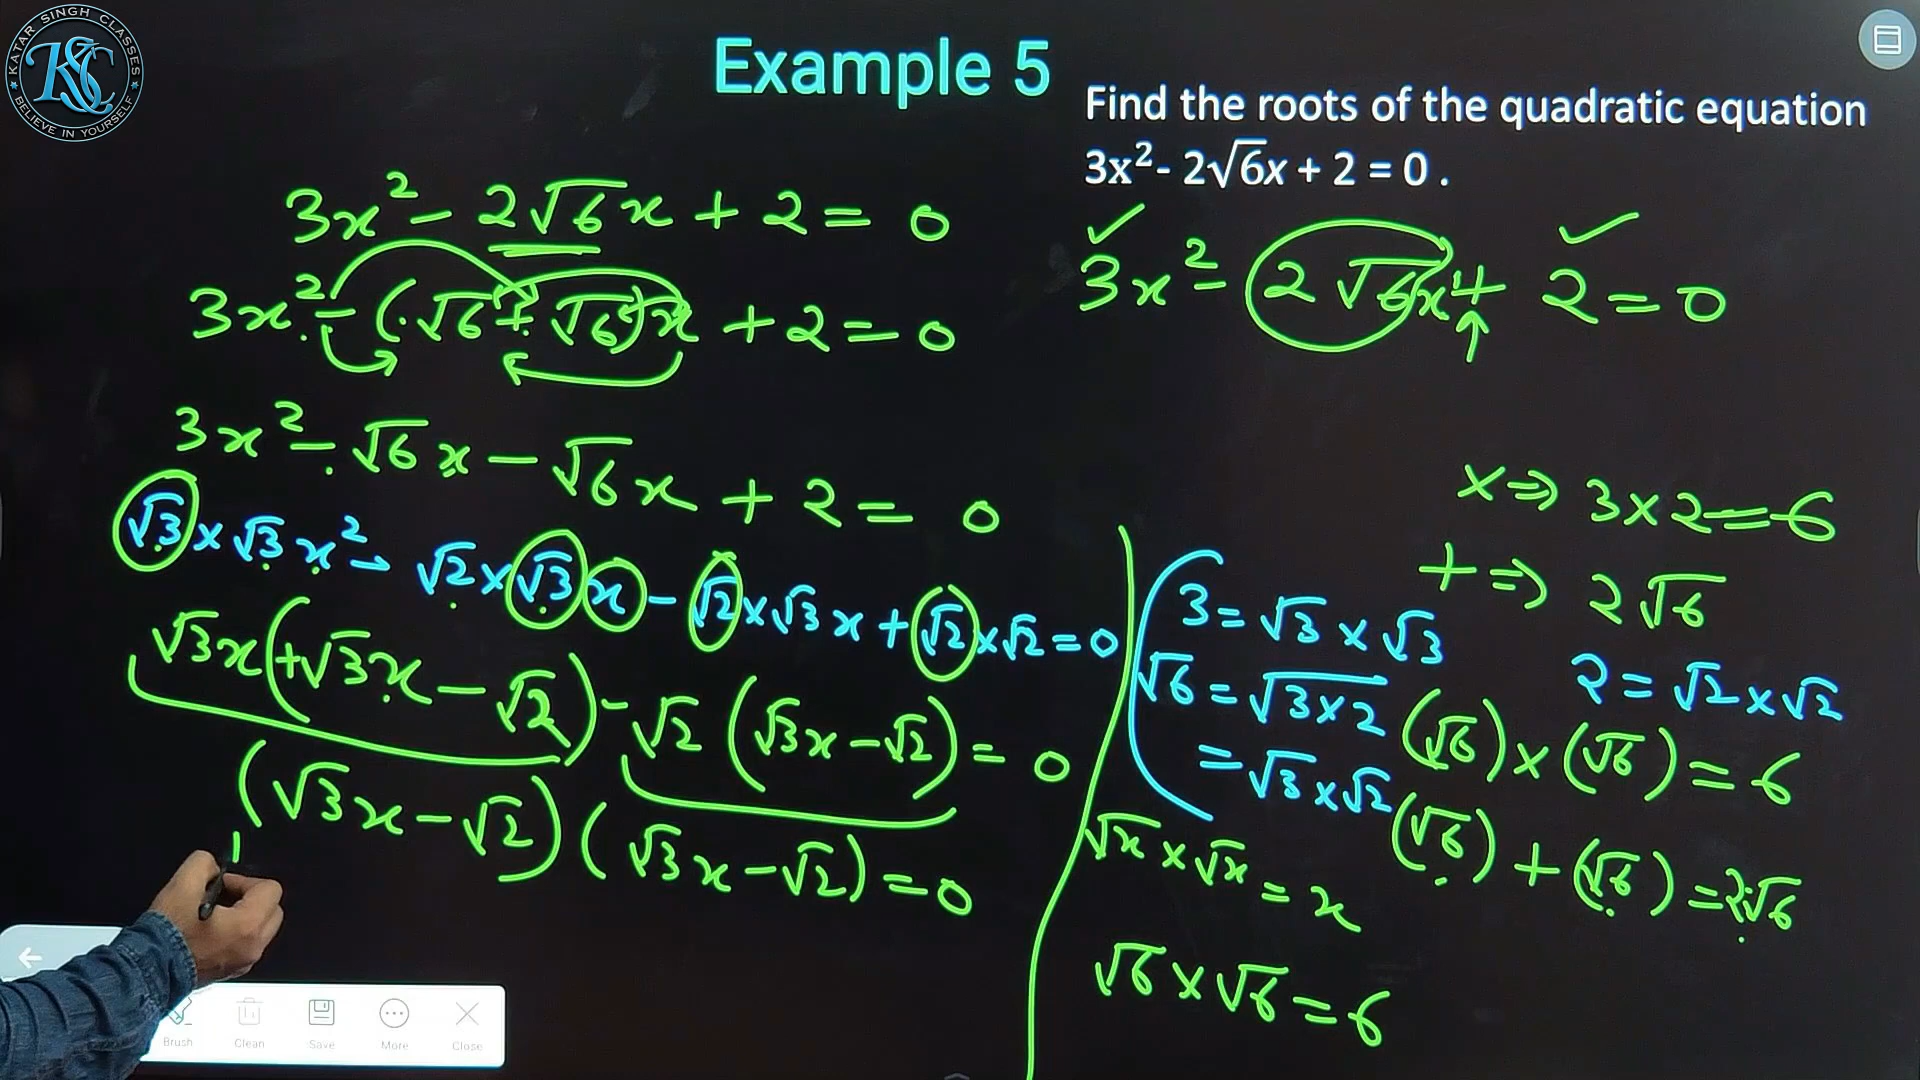 KATAR SINGH CLASSES
KSC
BELIEVE IN YOURSELF
Example 5
Find the roots of the quadratic equation
3x² - 2√6x + 2 = 0 .
3x² - 2√6x + 2 = 0
3x² - (√6 + √6)x + 2 = 0
3x² - √6x - √6x + 2 = 0
√3 × √3x² - √2 × √3x - √2 × √3x + √2 × √2 = 0
√3x(+√3x - √2) - √2(√3x - √2) = 0
(√3x - √2)(√3x - √2) = 0
3x² - 2√6x + 2 = 0
× ⇒ 3 × 2 = 6
+ ⇒ 2√6
3 = √3 × √3
2 = √2 × √2
√6 = √3×2
= √3 × √2
(√6) × (√6) = 6
(√6) + (√6) = 2√6
√x × √x = x
√6 × √6 = 6
Brush
Clean
Save
More
Close